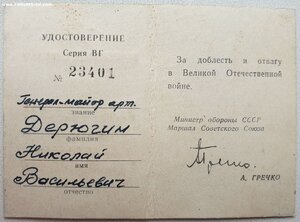 УДОСТОВЕРЕНИЕ
Серия ВГ
№ 23401
Генерал-майор арт.
звание
Дерюгин
фамилия
Николай
имя
Васильевич
отчество
За доблесть и отвагу
в Великой Отечественной
войне.
Министр обороны СССР
Маршал Советского Союза
А. ГРЕЧКО